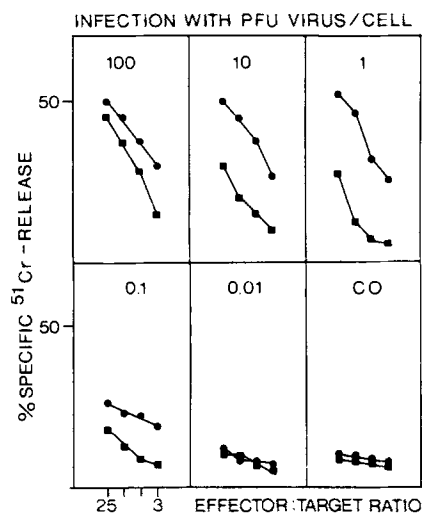 INFECTION WITH PFU VIRUS/CELL
100 10 1
50
% SPECIFIC ⁵¹Cr-RELEASE
0.1 0.01 CO
50
25 3 EFFECTOR:TARGET RATIO